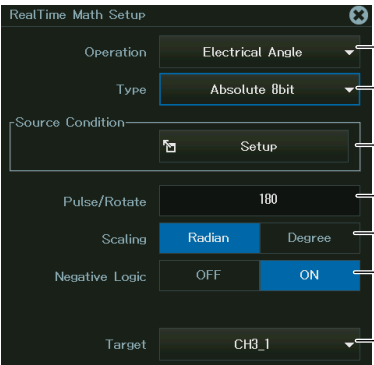 RealTime Math Setup
Operation Electrical Angle
Type Absolute 8bit
Source Condition
Setup
Pulse/Rotate 180
Scaling Radian Degree
Negative Logic OFF ON
Target CH3_1